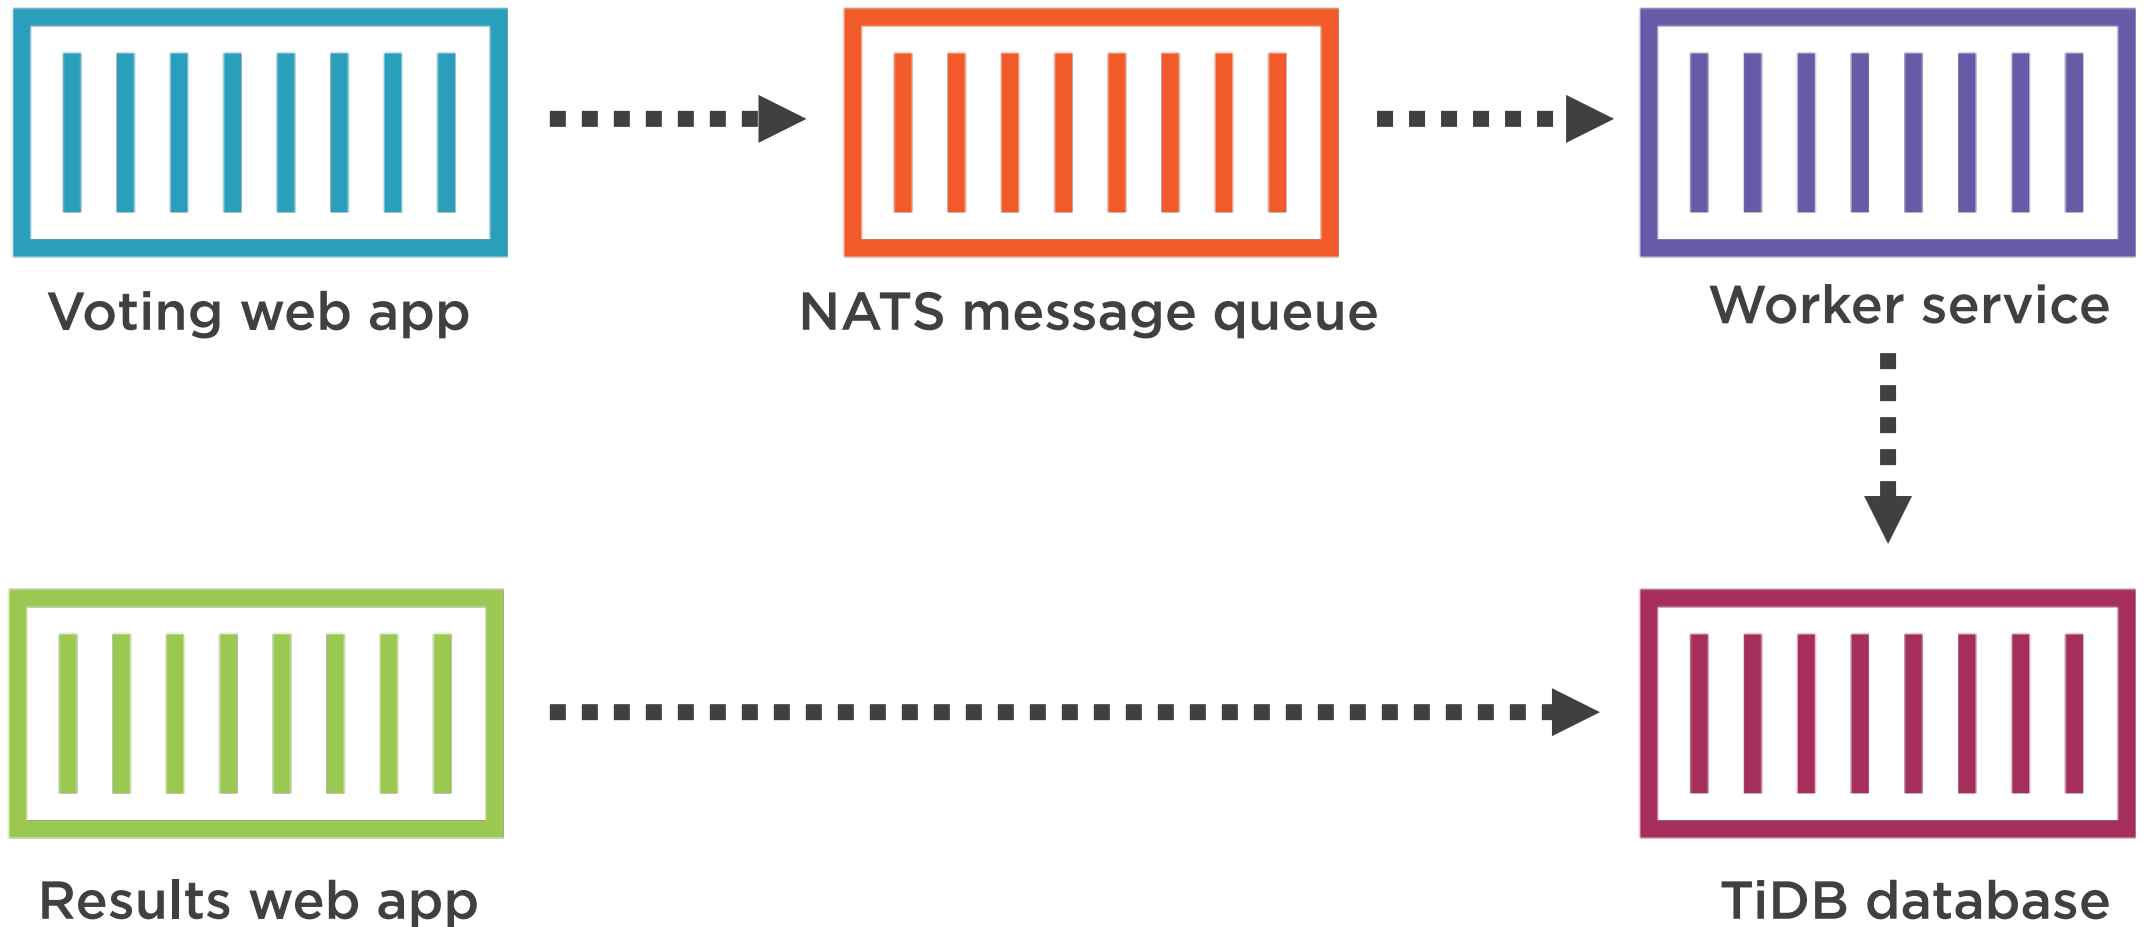 Voting web app
NATS message queue
Worker service
Results web app
TiDB database